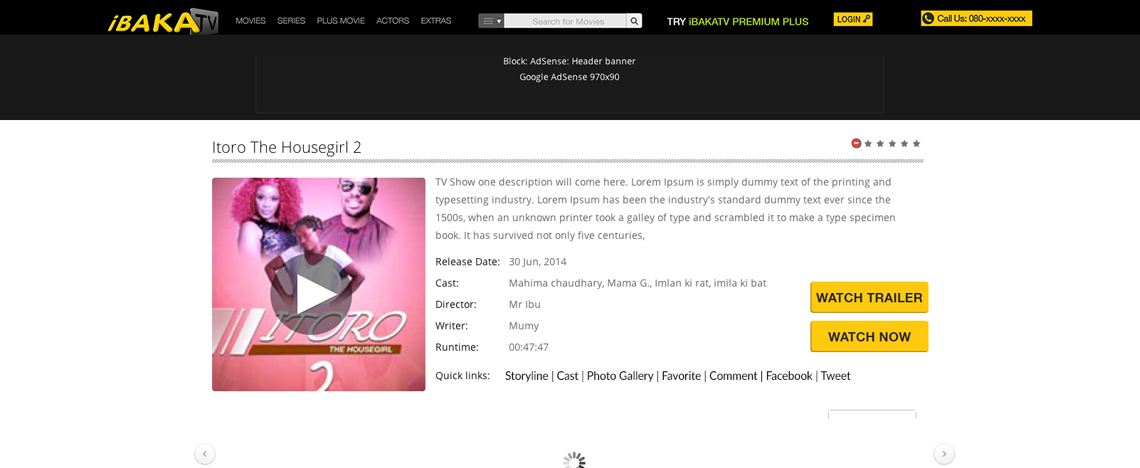 iBAKATV
MOVIES SERIES PLUS MOVIE ACTORS EXTRAS
Search for Movies
TRY iBAKATV PREMIUM PLUS
LOGIN
Call Us: 080-xxxx-xxxx
Block: AdSense: Header banner
Google AdSense 970x90
Itoro The Housegirl 2
TV Show one description will come here. Lorem Ipsum is simply dummy text of the printing and
typesetting industry. Lorem Ipsum has been the industry's standard dummy text ever since the
1500s, when an unknown printer took a galley of type and scrambled it to make a type specimen
book. It has survived not only five centuries,
ITORO
THE HOUSEGIRL
2
Release Date: 30 Jun, 2014
Cast: Mahima chaudhary, Mama G., Imlan ki rat, imila ki bat
Director: Mr Ibu
Writer: Mumy
Runtime: 00:47:47
WATCH TRAILER
WATCH NOW
Quick links: Storyline | Cast | Photo Gallery | Favorite | Comment | Facebook | Tweet